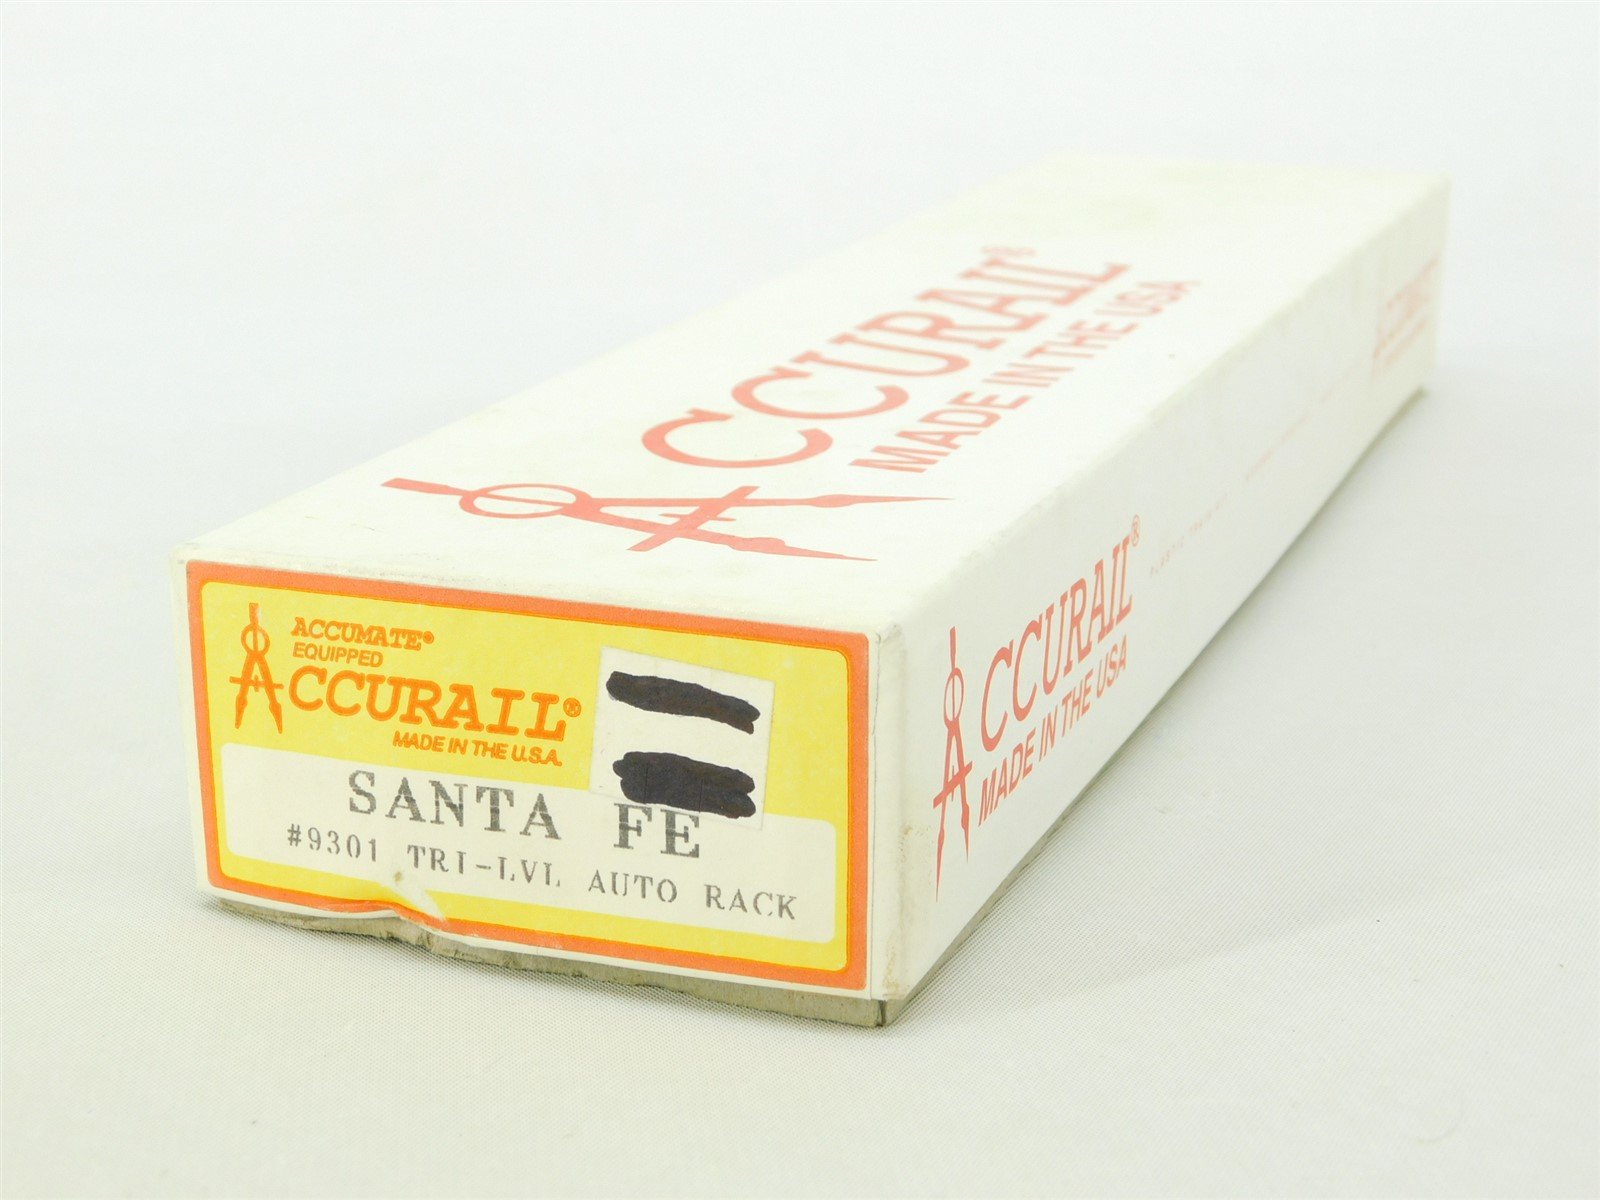 ACCURAIL®
MADE IN THE USA
ACCUMATE®
EQUIPPED
ACCURAIL®
MADE IN THE U.S.A.
SANTA FE
#9301 TRI-LVL AUTO RACK
ACCURAIL®
MADE IN THE USA